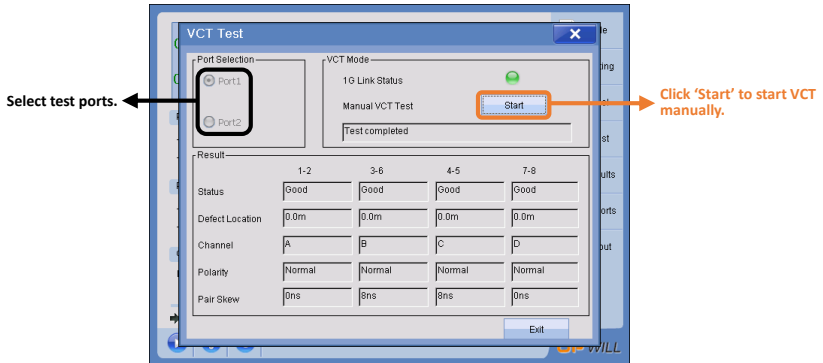 VCT Test
Port Selection
Port1
Port2
VCT Mode
1G Link Status
Manual VCT Test
Start
Test completed
Select test ports.
Click ‘Start’ to start VCT
manually.
Result
1-2 3-6 4-5 7-8
Status Good Good Good Good
Defect Location 0.0m 0.0m 0.0m 0.0m
Channel A B C D
Polarity Normal Normal Normal Normal
Pair Skew 0ns 8ns 8ns 0ns
Exit
WILL